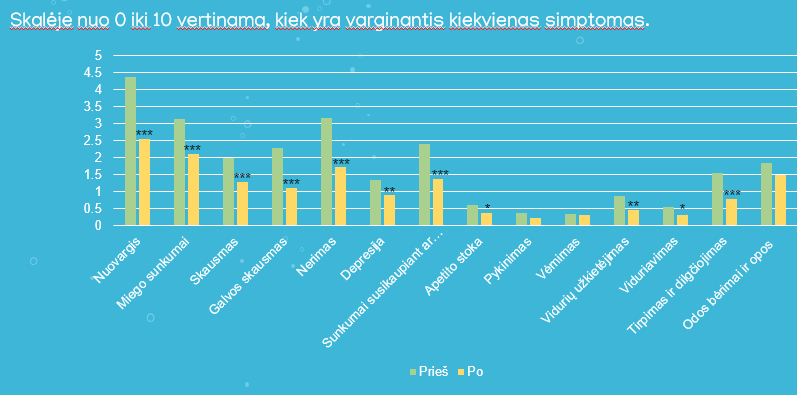 Skalėje nuo 0 iki 10 vertinama, kiek yra varginantis kiekvienas simptomas.
5
4.5
4
3.5
3
2.5
2
1.5
1
0.5
0
***
***
***
***
***
**
***
*
**
*
***
Nuovargis
Miego sunkumai
Skausmas
Galvos skausmas
Nerimas
Depresija
Sunkumai susikaupiant ar…
Apetito stoka
Pykinimas
Vėmimas
Vidurių užkietėjimas
Viduriavimas
Tirpimas ir dilgčiojimas
Odos bėrimai ir opos
Prieš Po